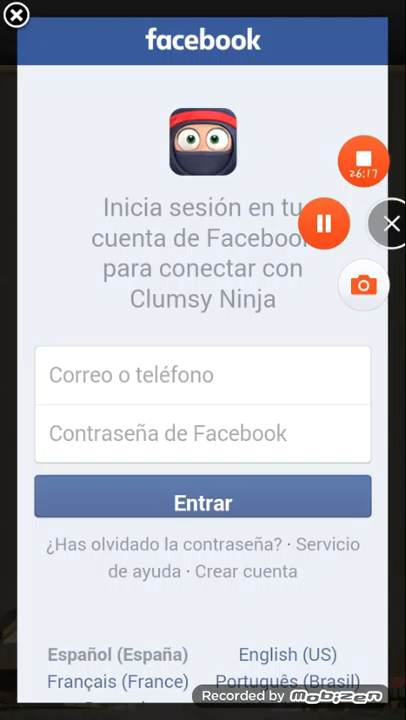 facebook
26:17
Inicia sesión en tu
cuenta de Facebook
para conectar con
Clumsy Ninja
Correo o teléfono
Contraseña de Facebook
Entrar
¿Has olvidado la contraseña? · Servicio
de ayuda · Crear cuenta
Español (España) English (US)
Français (France) Português (Brasil)
Recorded by Mobizen